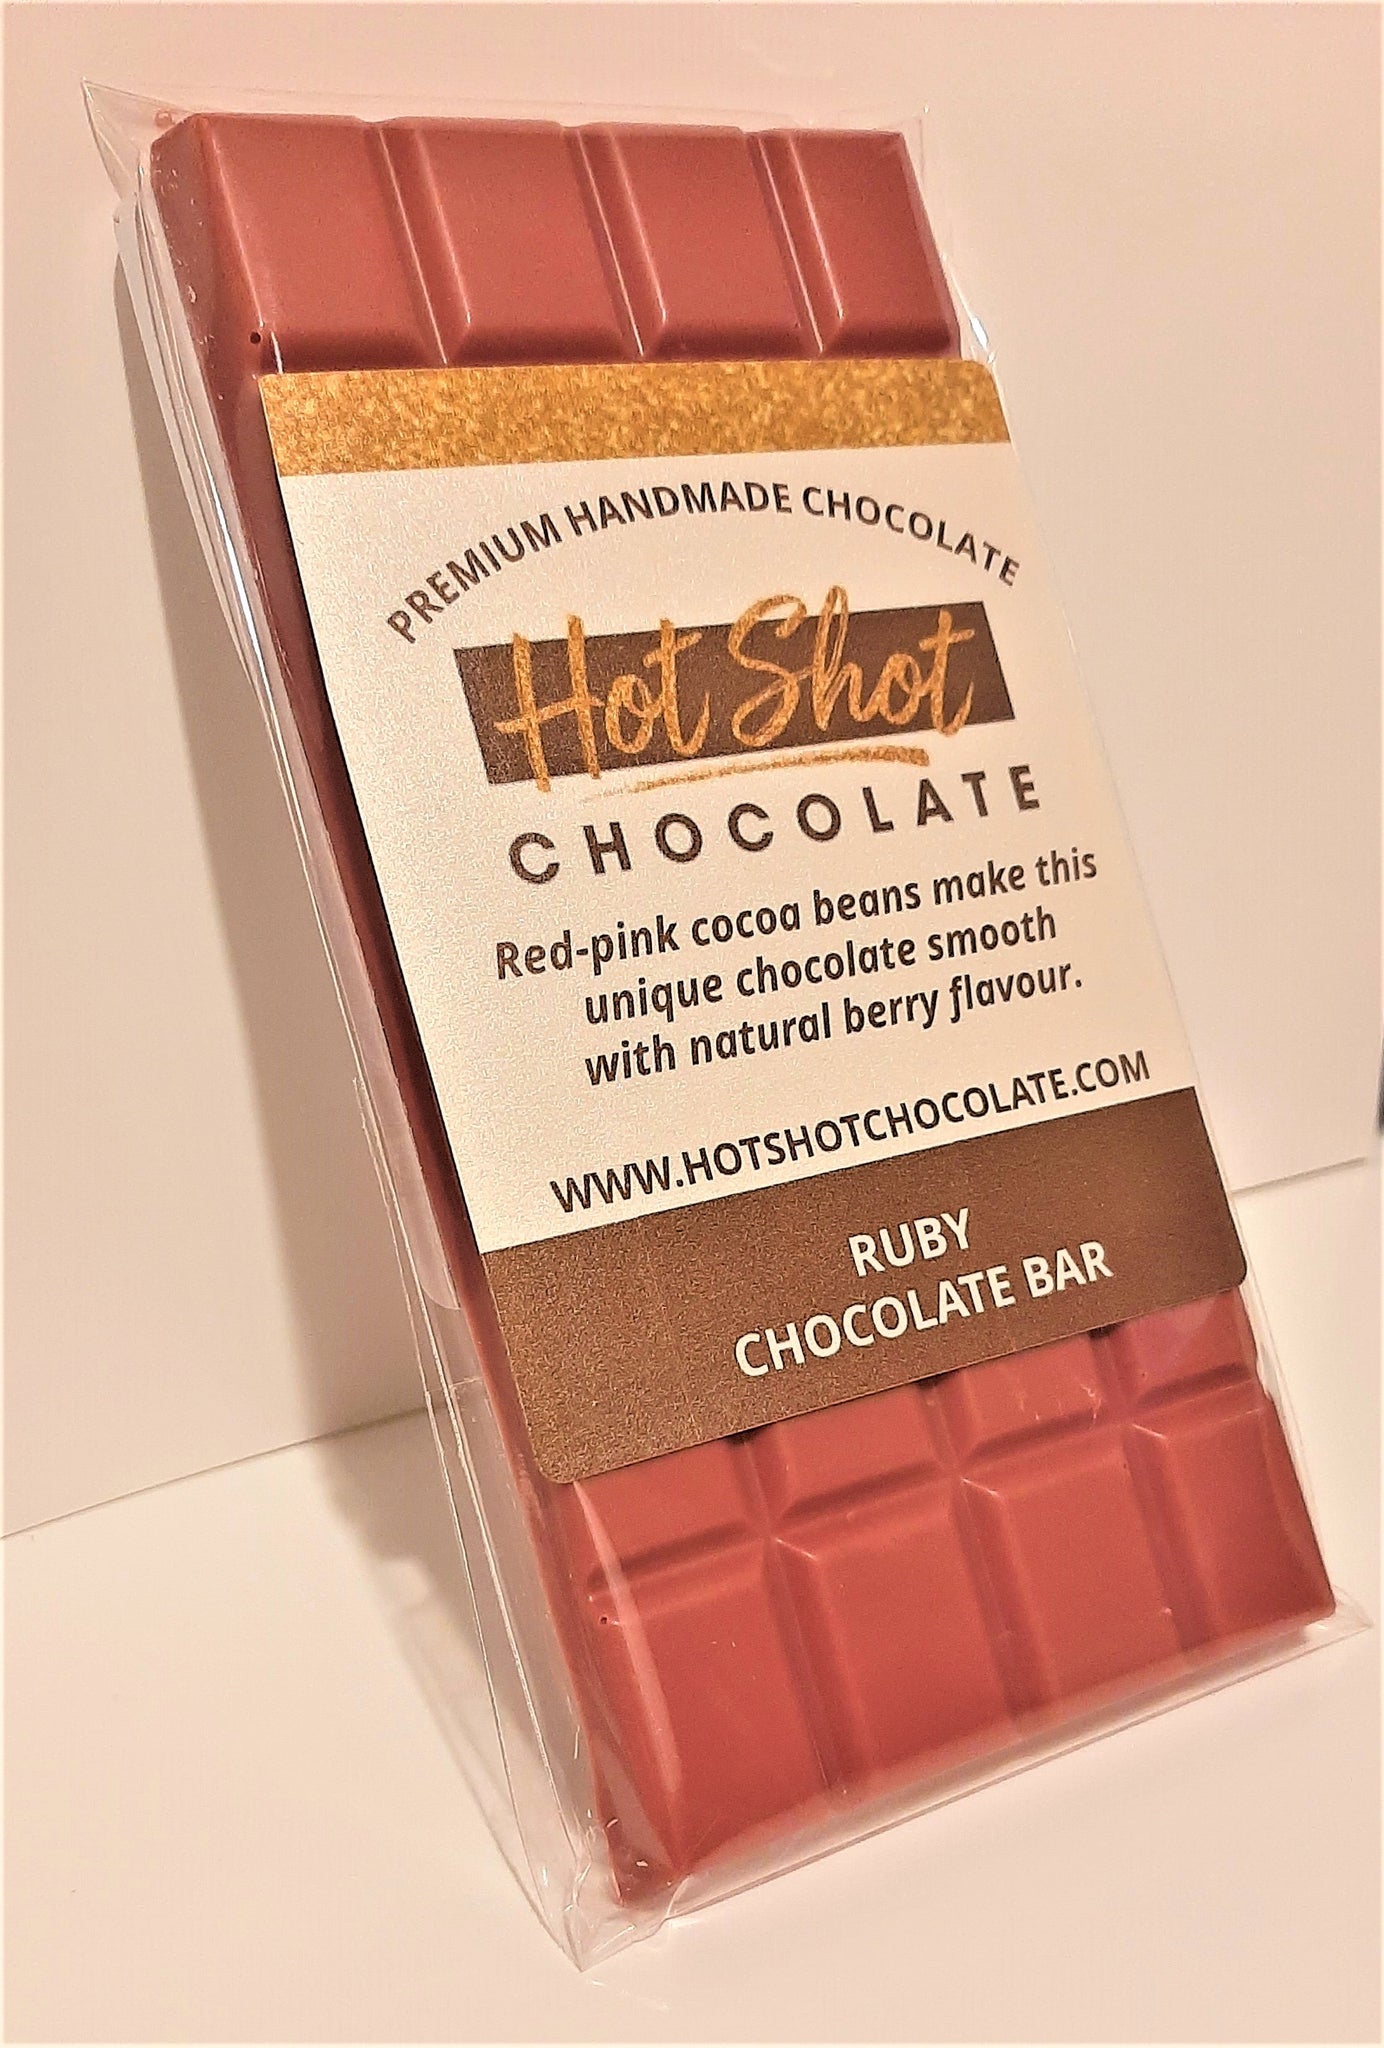 PREMIUM HANDMADE CHOCOLATE
Hot Shot
CHOCOLATE
Red-pink cocoa beans make this
unique chocolate smooth
with natural berry flavour.
WWW.HOTSHOTCHOCOLATE.COM
RUBY
CHOCOLATE BAR